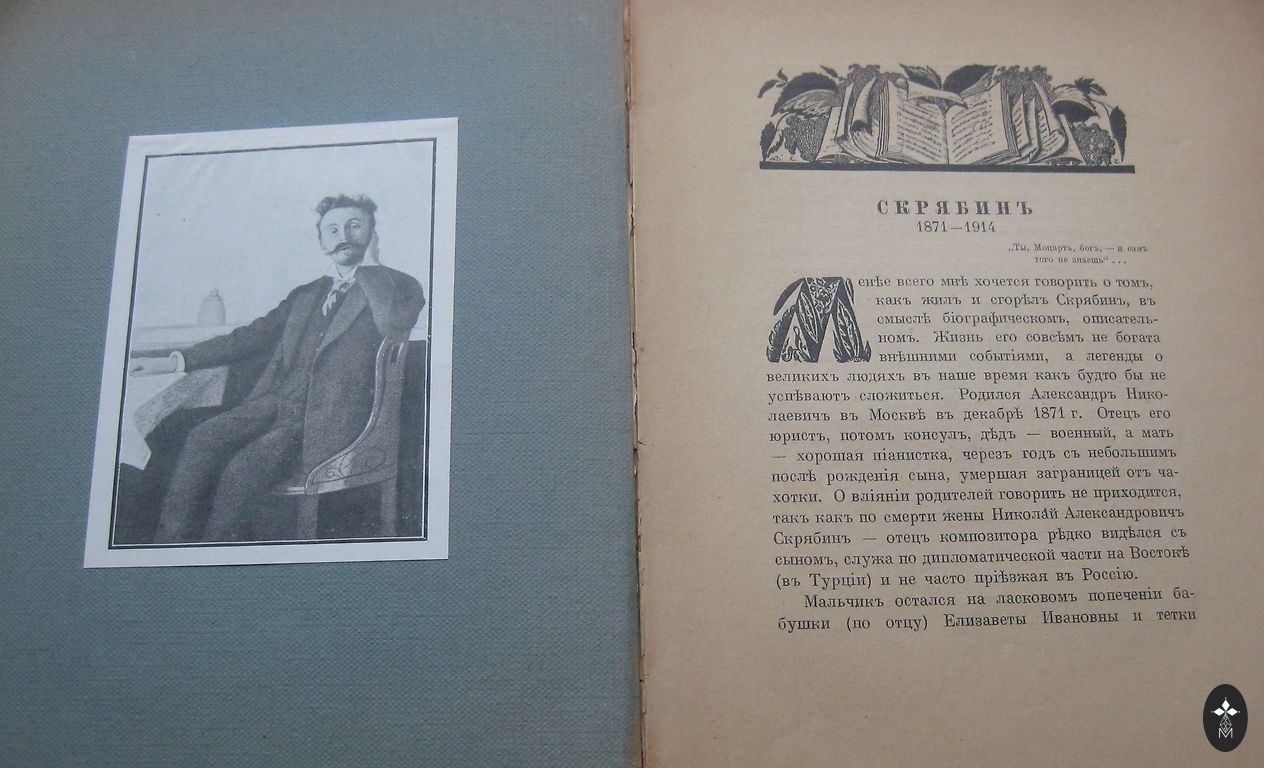 СКРЯБИНЪ
1871—1914
„Ты, Моцартъ, богъ, — и самъ
того не знаешь“ . . .
Менѣе всего мнѣ хочется говорить о томъ,
какъ жилъ и сгорѣлъ Скрябинъ, въ
смыслѣ біографическомъ, описатель-
номъ. Жизнь его совсѣмъ не богата
внѣшними событіями, а легенды о
великихъ людяхъ въ наше время какъ будто бы не
успѣваютъ сложиться. Родился Александръ Нико-
лаевичъ въ Москвѣ въ декабрѣ 1871 г. Отецъ его
юристъ, потомъ консулъ, дѣдъ — военный, а мать
— хорошая піанистка, черезъ годъ съ небольшимъ
послѣ рожденія сына, умершая заграницей отъ ча-
хотки. О вліяніи родителей говорить не приходится,
такъ какъ по смерти жены Николай Александровичъ
Скрябинъ — отецъ композитора рѣдко видѣлся съ
сыномъ, служа по дипломатической части на Востокѣ
(въ Турціи) и не часто пріѣзжая въ Россію.
Мальчикъ остался на ласковомъ попеченіи ба-
бушки (по отцу) Елизаветы Ивановны и тетки
М